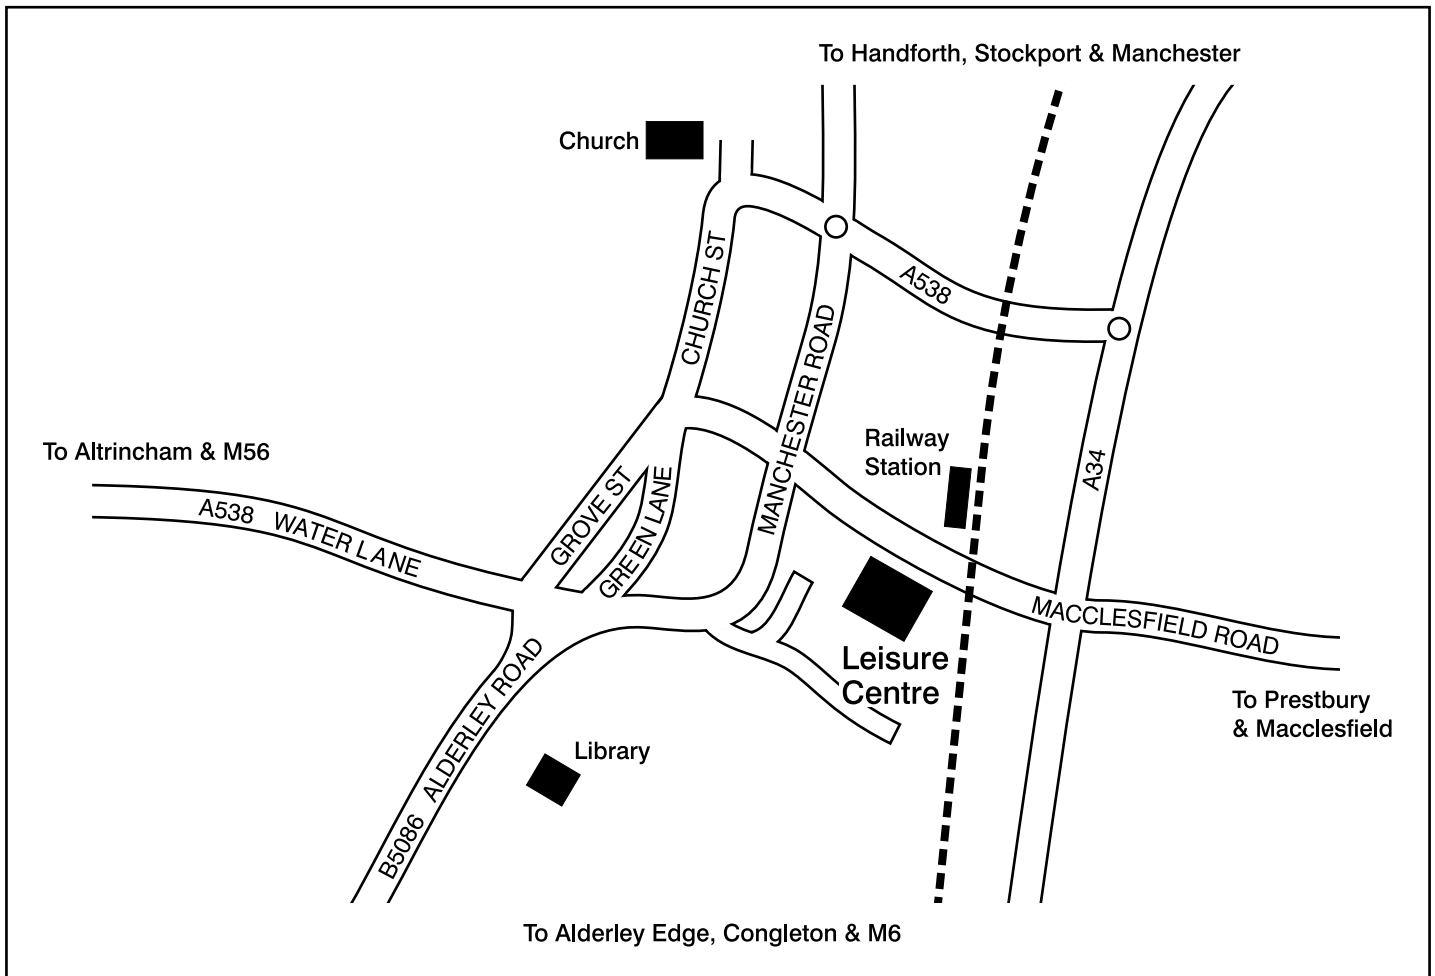 To Handforth, Stockport & Manchester
Church
CHURCH ST
A538
MANCHESTER ROAD
Railway
Station
A34
To Altrincham & M56
A538 WATER LANE
GROVE ST
GREEN LANE
MACCLESFIELD ROAD
Leisure
Centre
To Prestbury
& Macclesfield
Library
B5086 ALDERLEY ROAD
To Alderley Edge, Congleton & M6